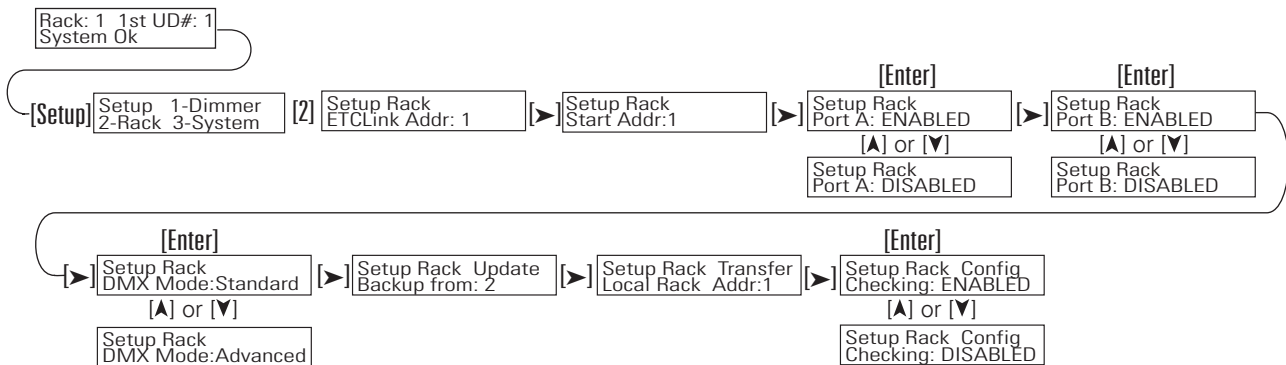 Rack: 1 1st UD#: 1
System Ok
[Enter]
[Enter]
[Setup]
Setup 1-Dimmer
2-Rack 3-System
[2]
Setup Rack
ETCLink Addr: 1
[➤]
Setup Rack
Start Addr:1
[➤]
Setup Rack
Port A: ENABLED
[➤]
Setup Rack
Port B: ENABLED
[⮝] or [⮟]
[⮝] or [⮟]
Setup Rack
Port A: DISABLED
Setup Rack
Port B: DISABLED
[Enter]
[Enter]
[➤]
Setup Rack
DMX Mode:Standard
[➤]
Setup Rack Update
Backup from: 2
[➤]
Setup Rack Transfer
Local Rack Addr:1
[➤]
Setup Rack Config
Checking: ENABLED
[⮝] or [⮟]
[⮝] or [⮟]
Setup Rack
DMX Mode:Advanced
Setup Rack Config
Checking: DISABLED